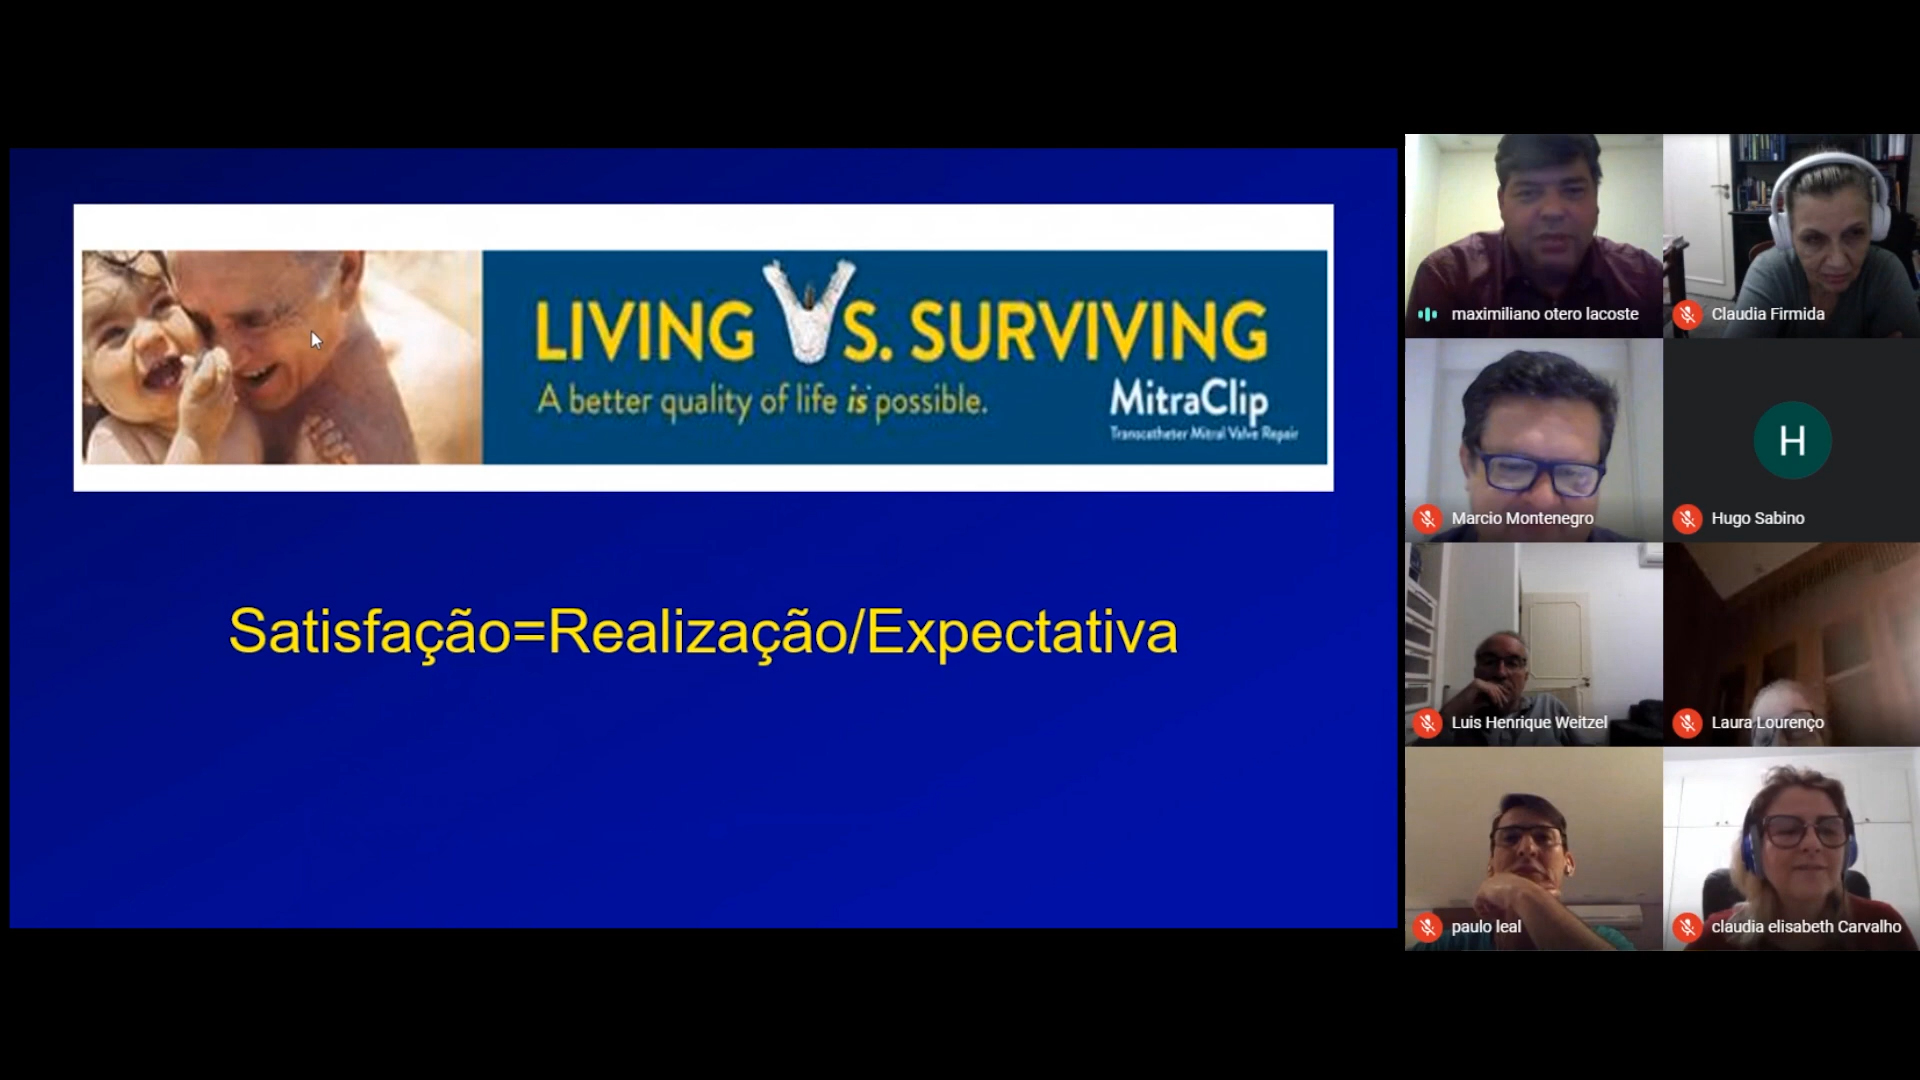 LIVING VS. SURVIVING
A better quality of life is possible.
MitraClip
Transcatheter Mitral Valve Repair
Satisfação=Realização/Expectativa
maximiliano otero lacoste
Claudia Firmida
Marcio Montenegro
H
Hugo Sabino
Luis Henrique Weitzel
Laura Lourenço
paulo leal
claudia elisabeth Carvalho